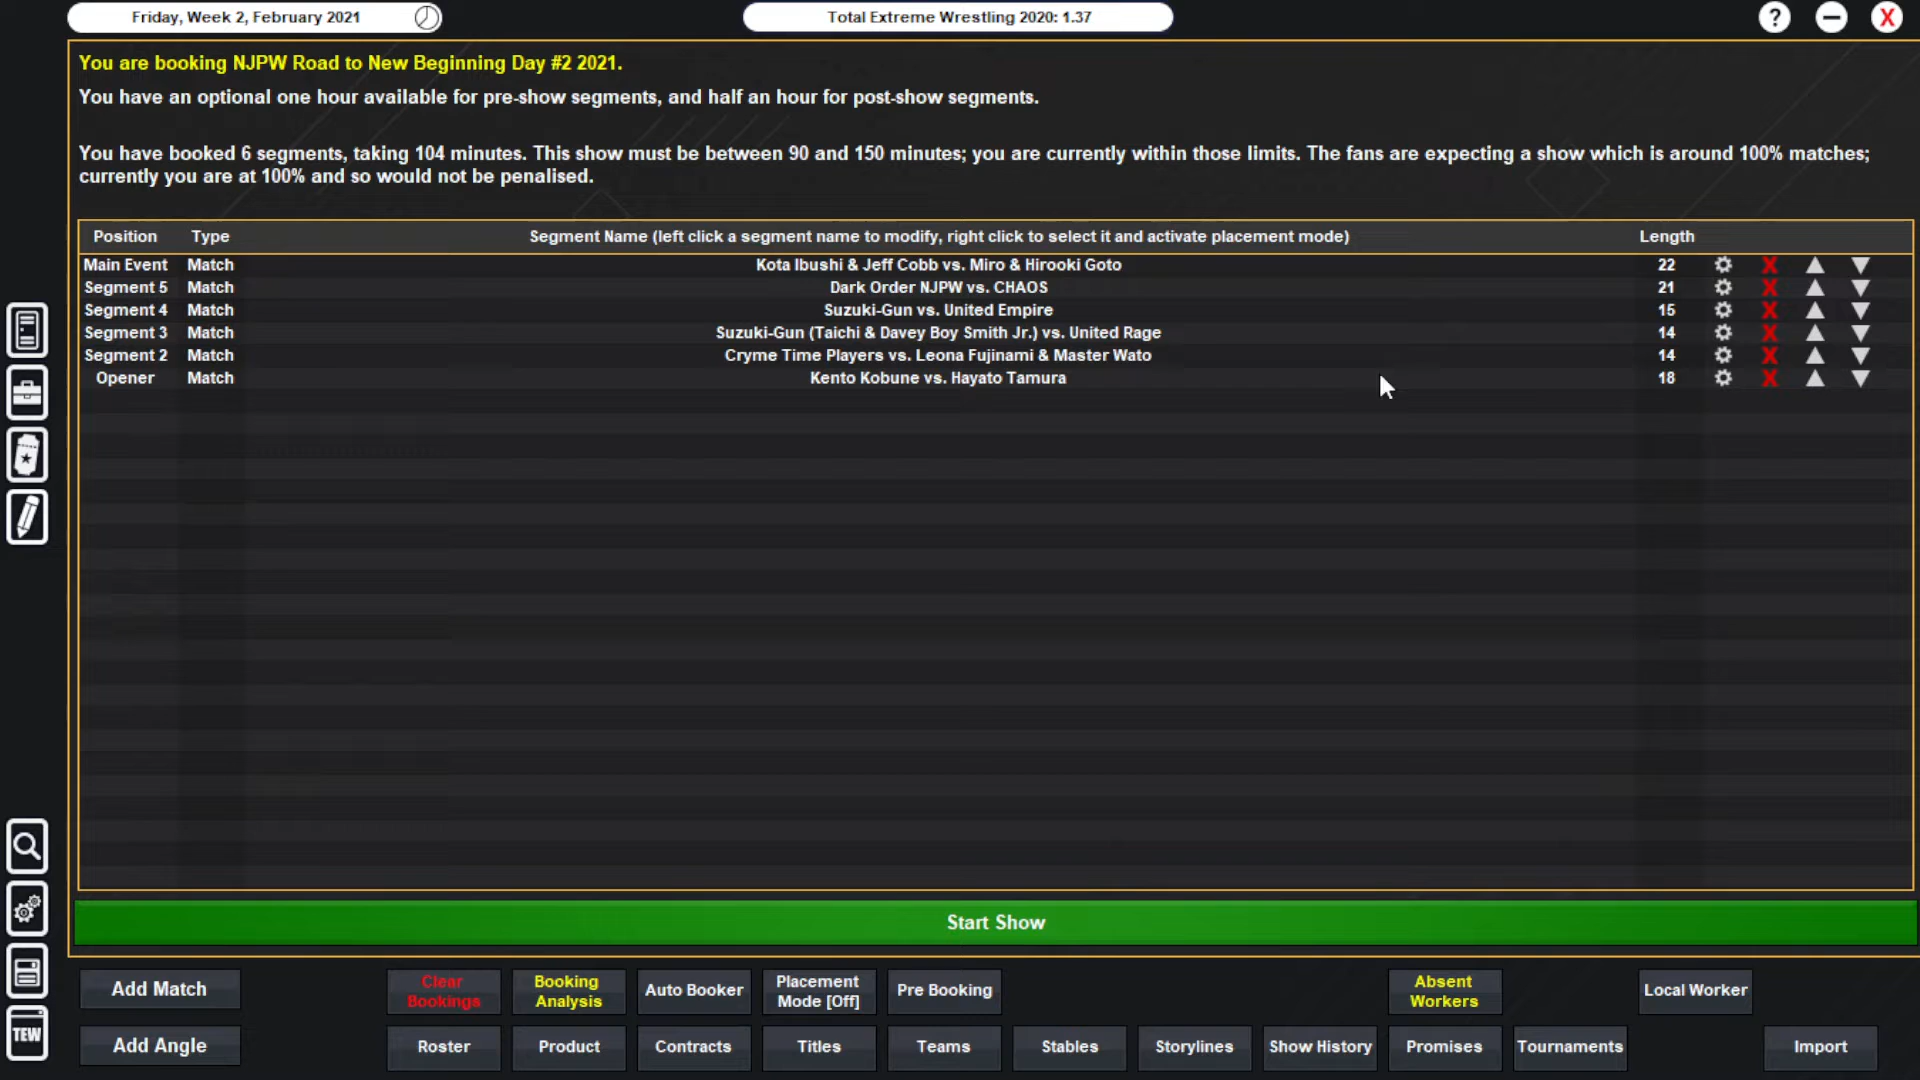 Friday, Week 2, February 2021
Total Extreme Wrestling 2020: 1.37
? X
You are booking NJPW Road to New Beginning Day #2 2021.
You have an optional one hour available for pre-show segments, and half an hour for post-show segments.
You have booked 6 segments, taking 104 minutes. This show must be between 90 and 150 minutes; you are currently within those limits. The fans are expecting a show which is around 100% matches;
currently you are at 100% and so would not be penalised.
Position Type Segment Name (left click a segment name to modify, right click to select it and activate placement mode) Length
Main Event Match Kota Ibushi & Jeff Cobb vs. Miro & Hirooki Goto 22 X
Segment 5 Match Dark Order NJPW vs. CHAOS 21 X
Segment 4 Match Suzuki-Gun vs. United Empire 15 X
Segment 3 Match Suzuki-Gun (Taichi & Davey Boy Smith Jr.) vs. United Rage 14 X
Segment 2 Match Cryme Time Players vs. Leona Fujinami & Master Wato 14 X
Opener Match Kento Kobune vs. Hayato Tamura 18 X
Start Show
Add Match
Clear Bookings
Booking Analysis
Auto Booker
Placement Mode [Off]
Pre Booking
Absent Workers
Local Worker
TEW
Add Angle
Roster
Product
Contracts
Titles
Teams
Stables
Storylines
Show History
Promises
Tournaments
Import